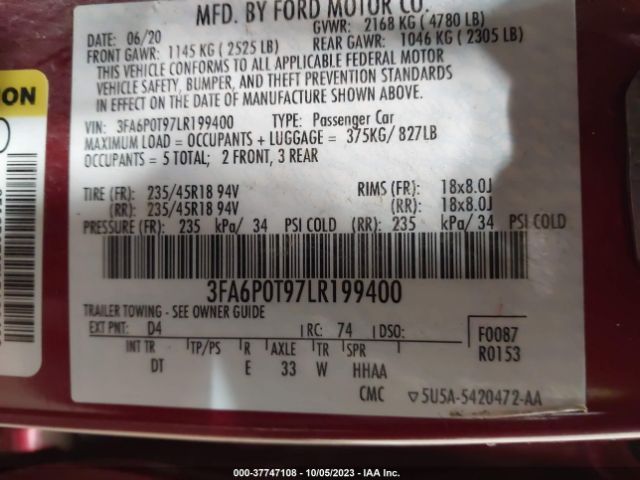 MFD. BY FORD MOTOR CO.
DATE: 06/20 GVWR: 2168 KG (4780 LB)
FRONT GAWR: 1145 KG (2525 LB) REAR GAWR: 1046 KG (2305 LB)
THIS VEHICLE CONFORMS TO ALL APPLICABLE FEDERAL MOTOR
VEHICLE SAFETY, BUMPER, AND THEFT PREVENTION STANDARDS
IN EFFECT ON THE DATE OF MANUFACTURE SHOWN ABOVE.
VIN: 3FA6P0T97LR199400 TYPE: Passenger Car
MAXIMUM LOAD = OCCUPANTS + LUGGAGE = 375KG/ 827LB
OCCUPANTS = 5 TOTAL; 2 FRONT, 3 REAR
TIRE (FR): 235/45R18 94V RIMS (FR): 18x8.0J
(RR): 235/45R18 94V (RR): 18x8.0J
PRESSURE (FR): 235 kPa/ 34 PSI COLD (RR): 235 kPa/ 34 PSI COLD
3FA6P0T97LR199400
TRAILER TOWING - SEE OWNER GUIDE
EXT PNT: D4 RC: 74 DSO: F0087
INT TR TP/PS R AXLE TR SPR R0153
DT E 33 W HHAA
CMC ▽5U5A-5420472-AA
000-37747108 - 10/05/2023 - IAA Inc.